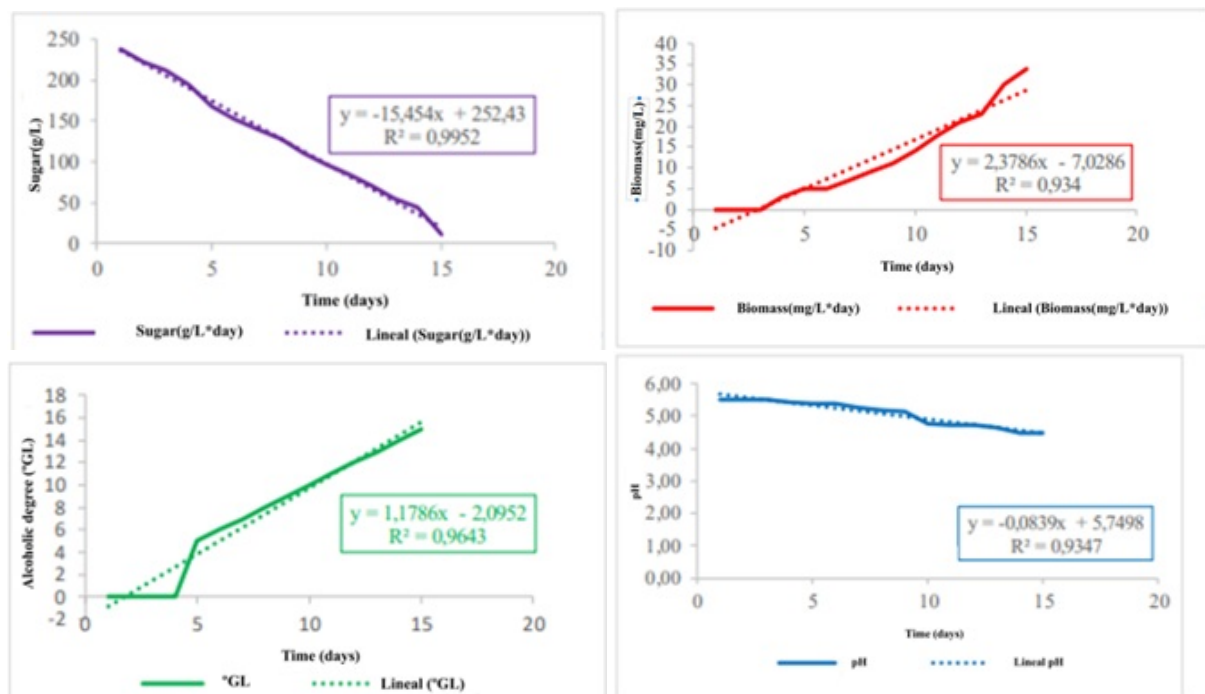 250
200
150
100
50
0
Sugar(g/L)
y = -15,454x + 252,43
R² = 0,9952
0 5 10 15 20
Time (days)
Sugar(g/L*day) Lineal (Sugar(g/L*day))
40
35
30
25
20
15
10
5
0
-5
-10
Biomass(mg/L)
y = 2,3786x - 7,0286
R² = 0,934
0 5 10 15 20
Time (days)
Biomass(mg/L*day) Lineal (Biomass(mg/L*day))
18
16
14
12
10
8
6
4
2
0
-2
Alcoholic degree (ºGL)
y = 1,1786x - 2,0952
R² = 0,9643
0 5 10 15 20
Time (days)
ºGL Lineal (ºGL)
6,00
5,00
4,00
3,00
2,00
1,00
0,00
pH
y = -0,0839x + 5,7498
R² = 0,9347
0 5 10 15 20
Time (days)
pH Lineal pH